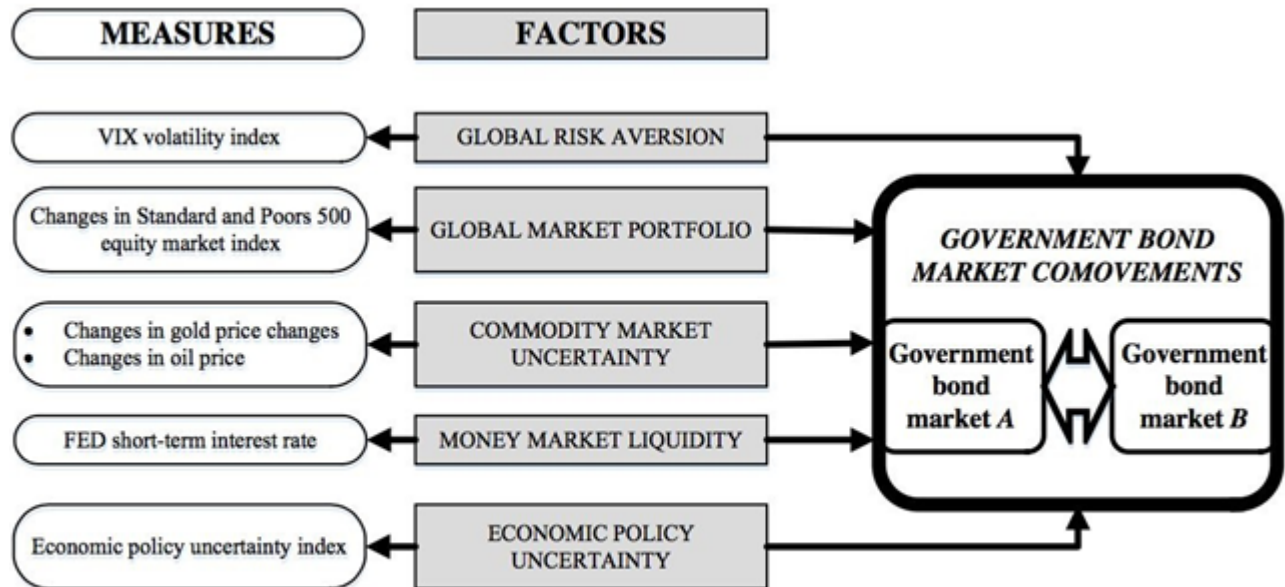 MEASURES
FACTORS
VIX volatility index
GLOBAL RISK AVERSION
Changes in Standard and Poors 500
equity market index
GLOBAL MARKET PORTFOLIO
• Changes in gold price changes
• Changes in oil price
COMMODITY MARKET
UNCERTAINTY
FED short-term interest rate
MONEY MARKET LIQUIDITY
Economic policy uncertainty index
ECONOMIC POLICY
UNCERTAINTY
GOVERNMENT BOND
MARKET COMOVEMENTS
Government
bond
market A
Government
bond
market B